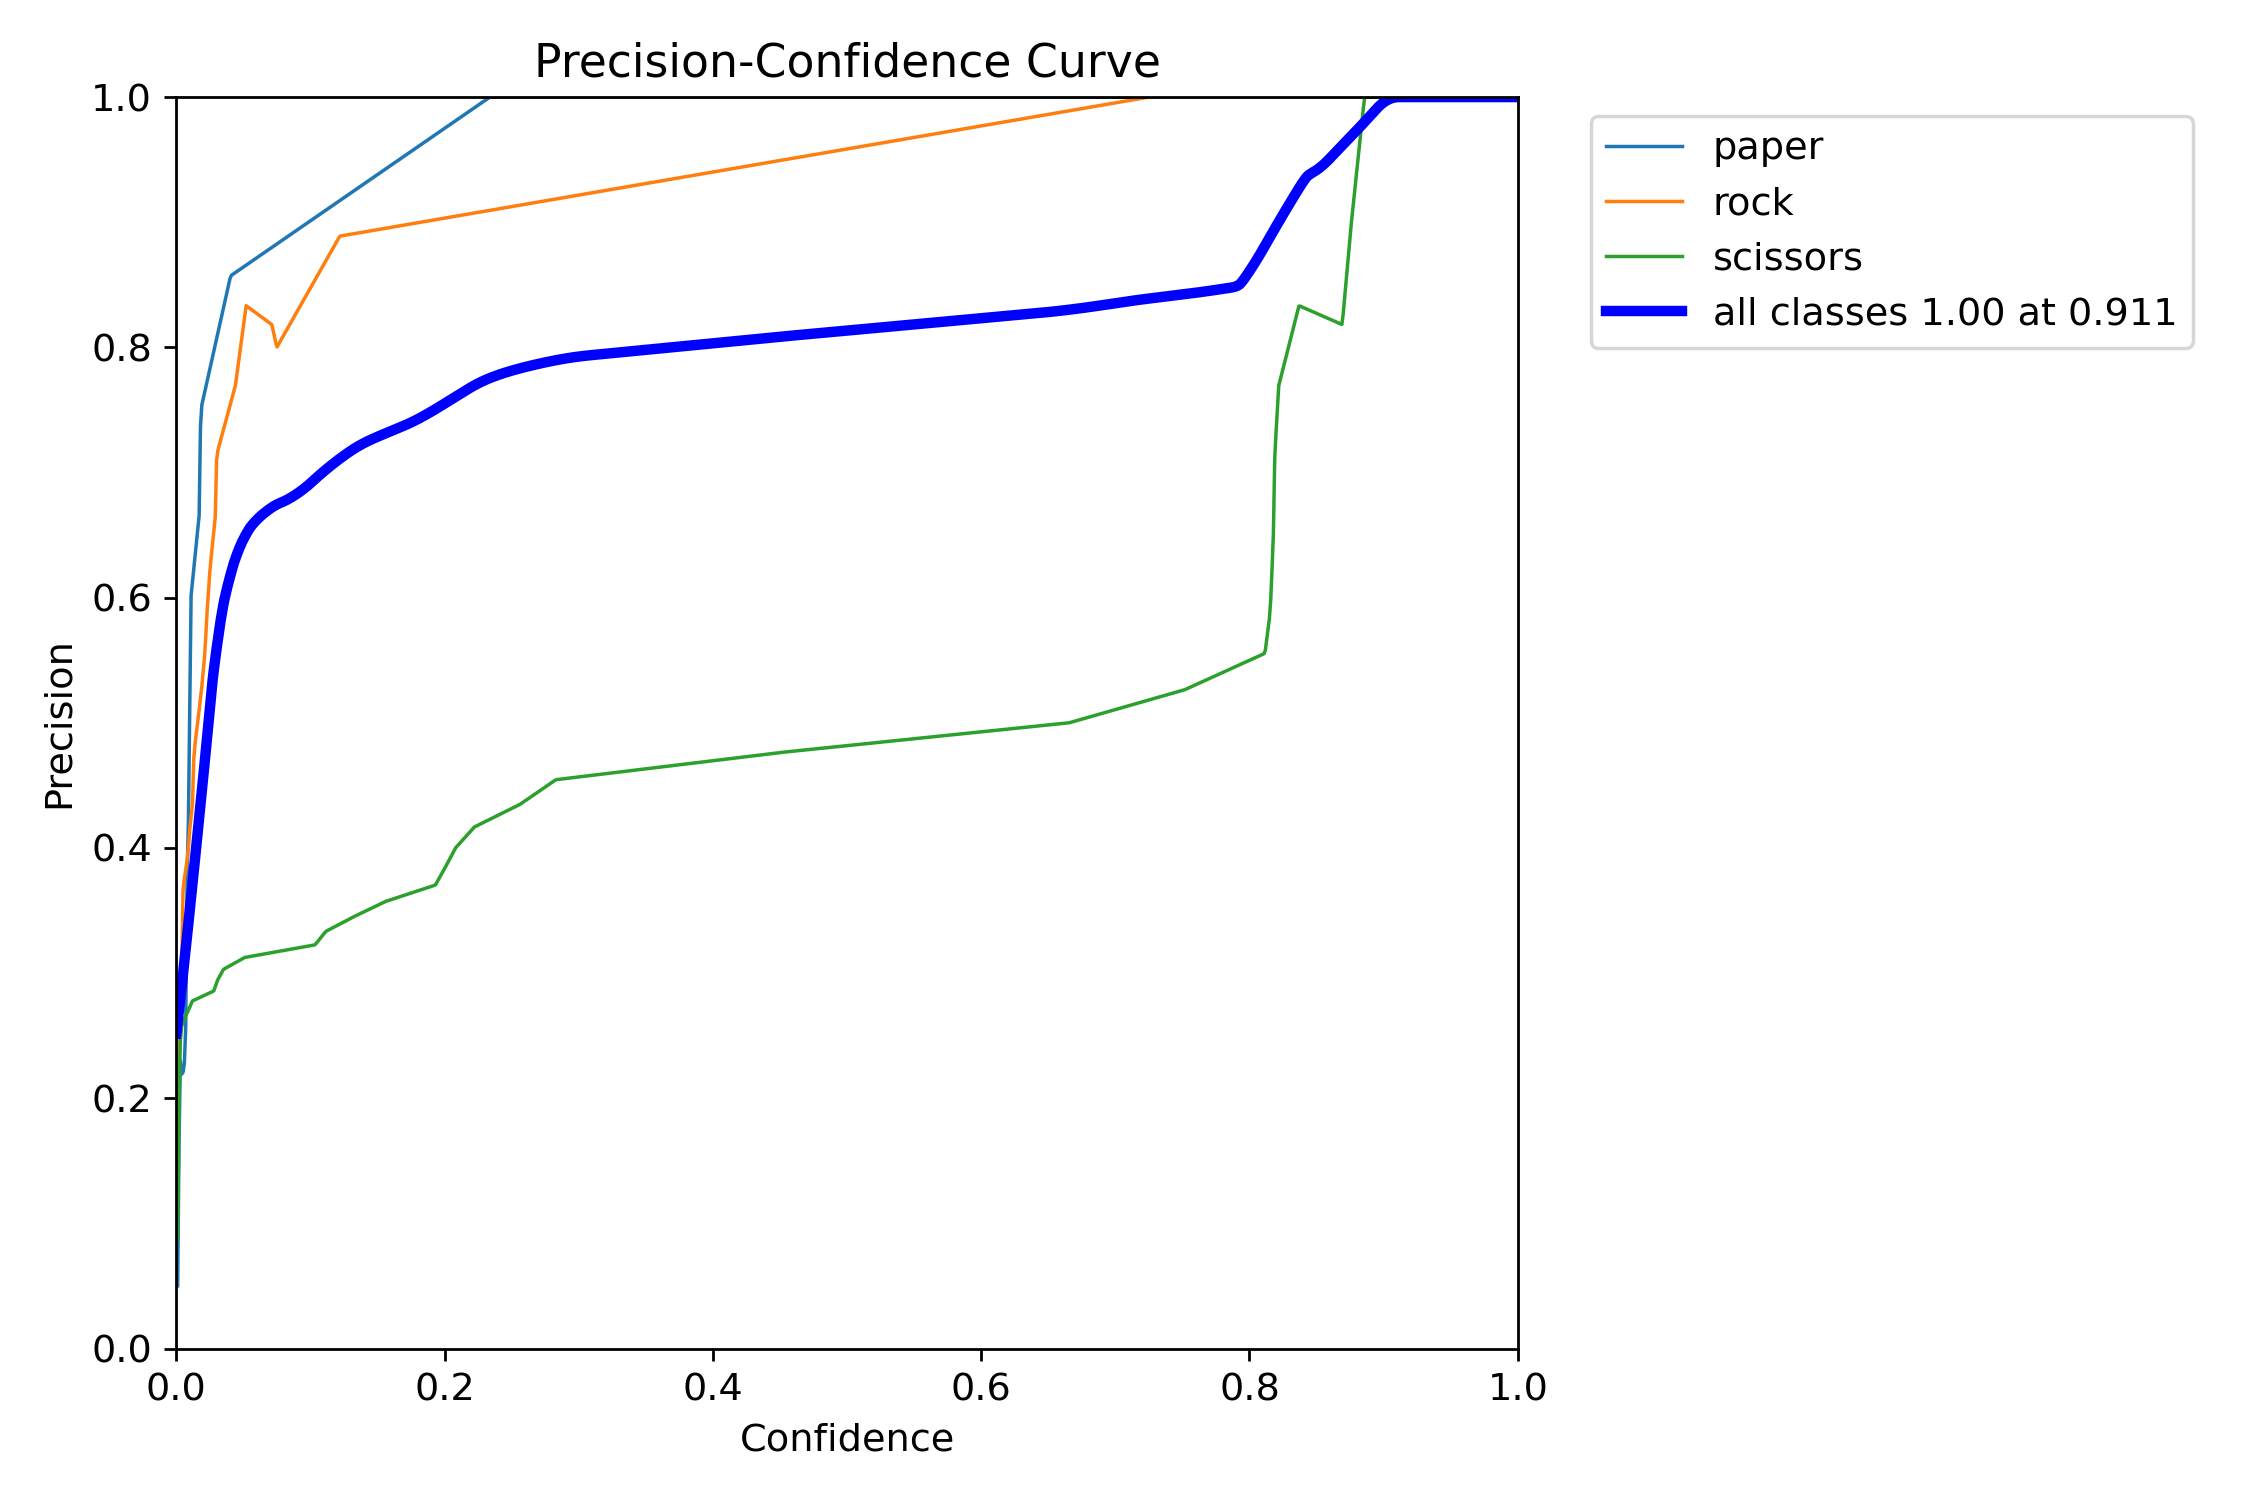 Precision-Confidence Curve
1.0
0.8
0.6
0.4
0.2
0.0
Precision
0.0 0.2 0.4 0.6 0.8 1.0
Confidence
paper
rock
scissors
all classes 1.00 at 0.911